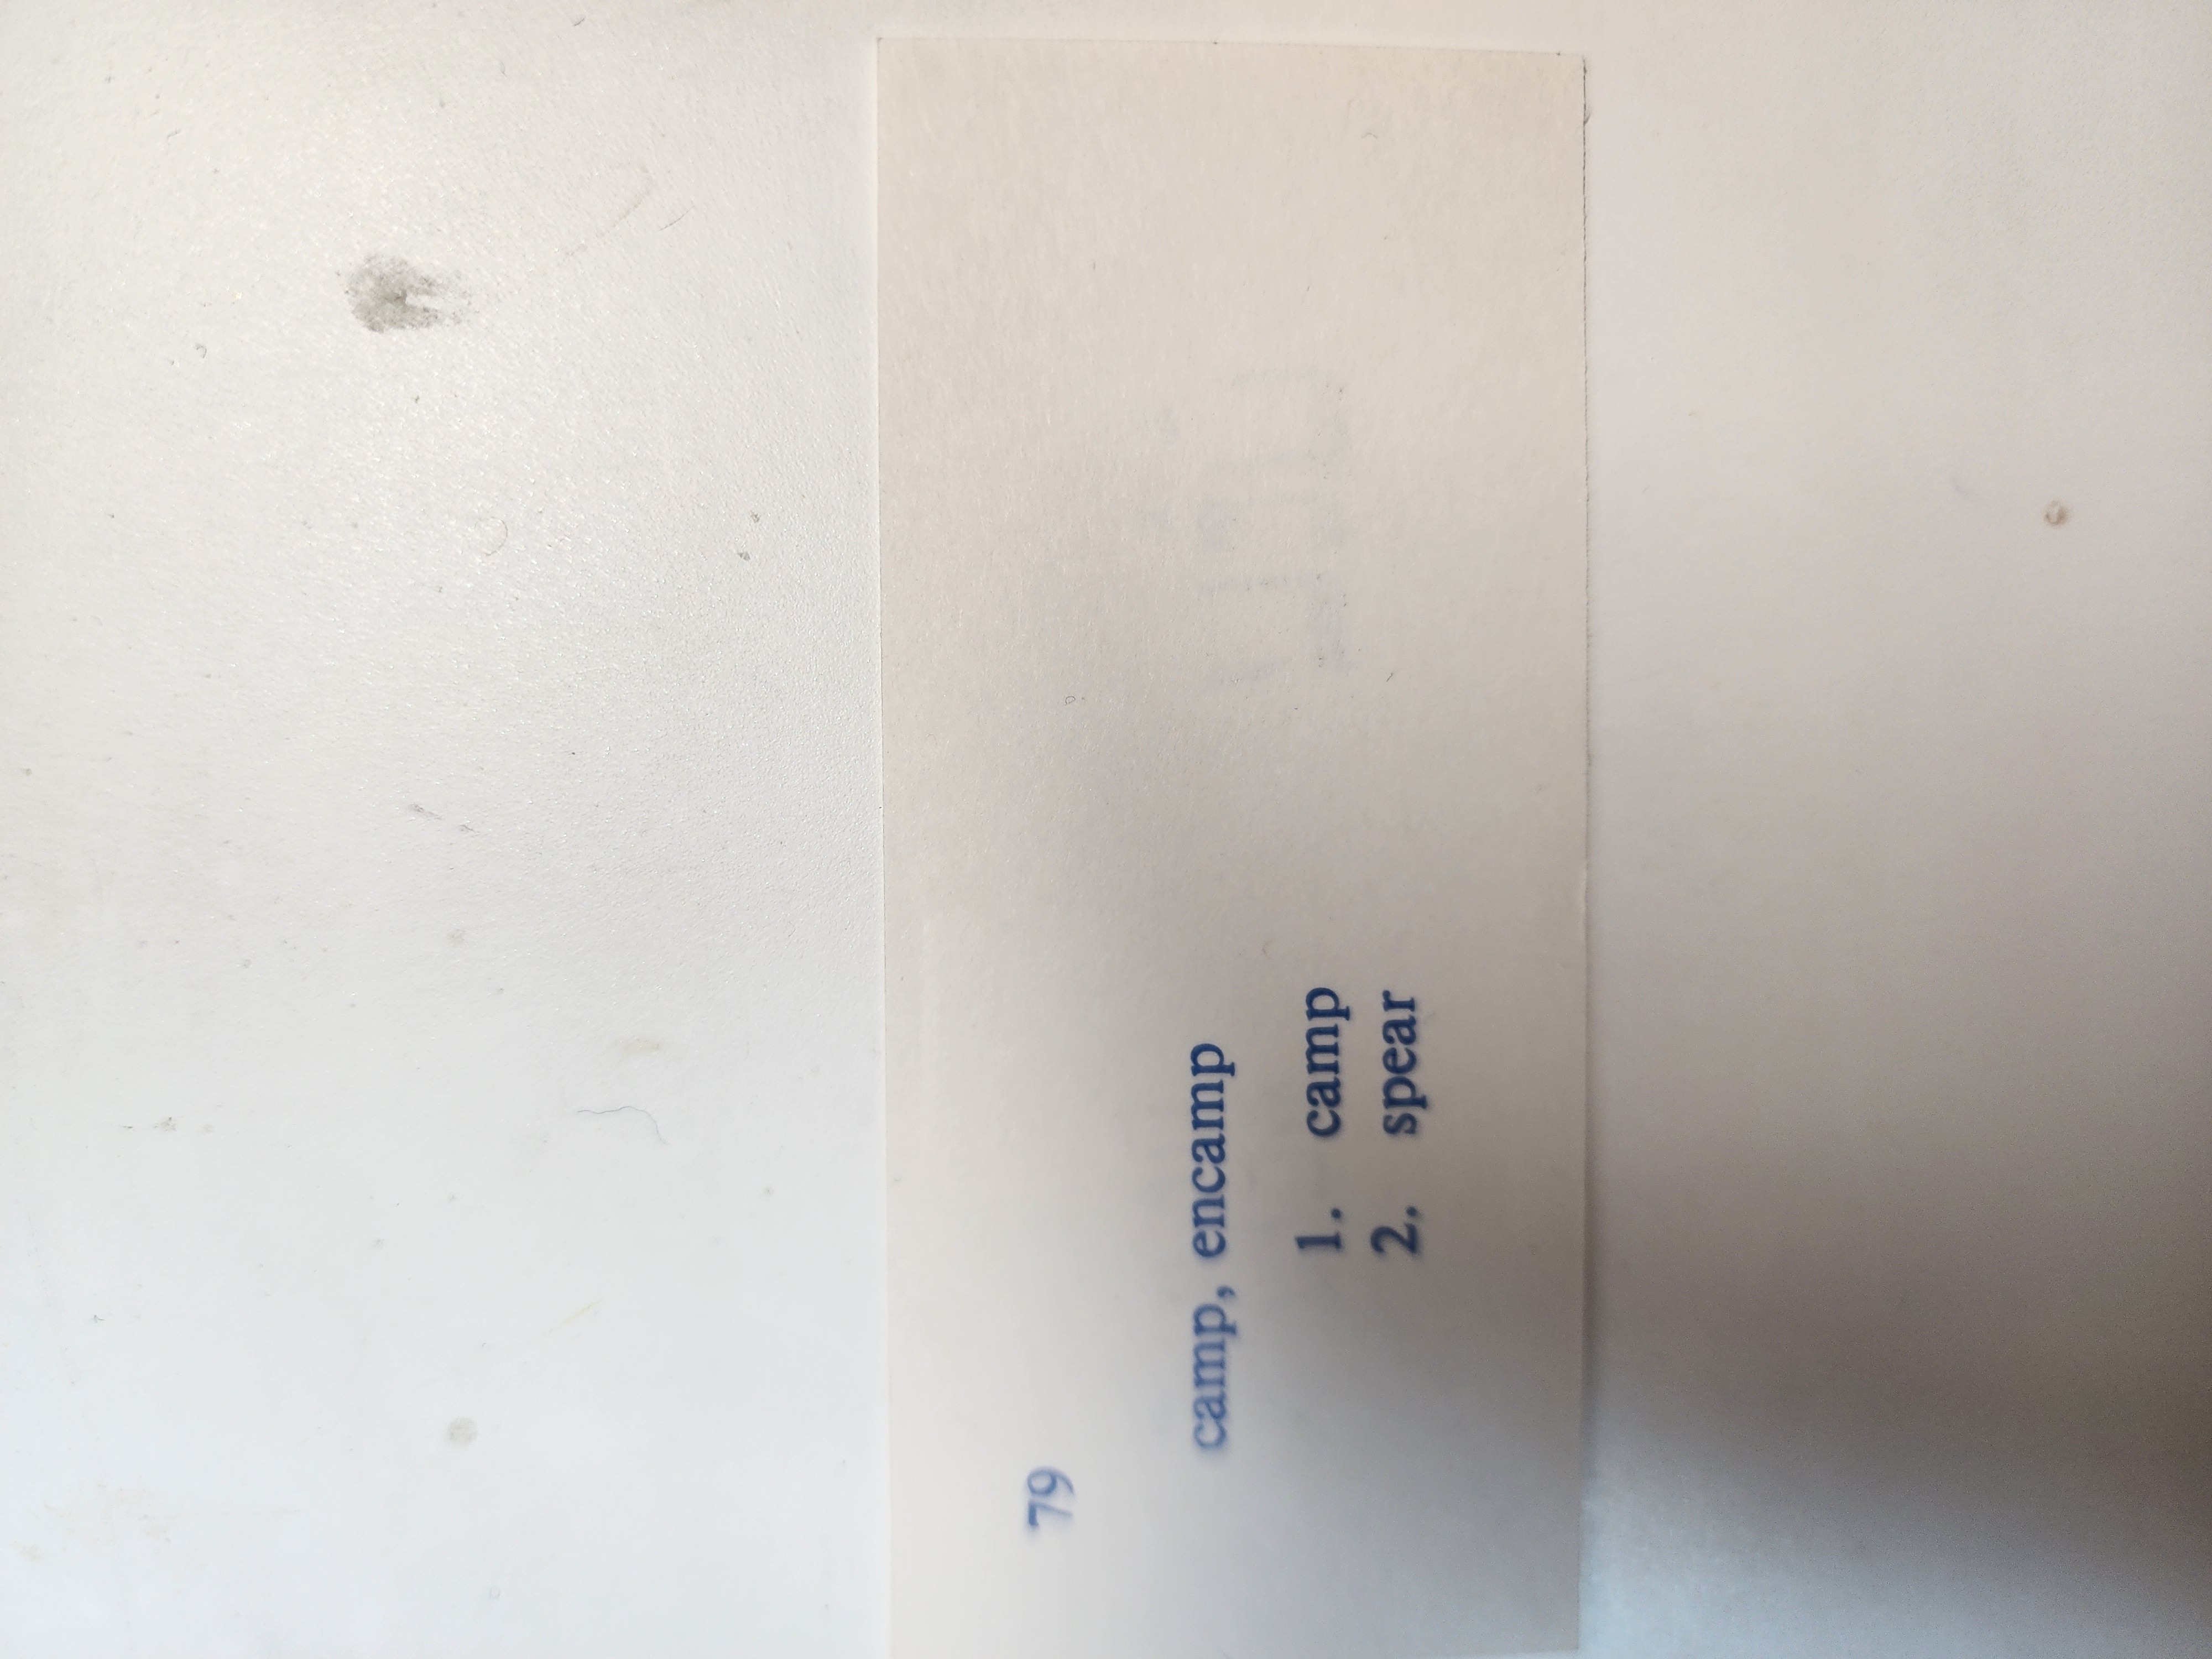 79
camp, encamp
1. camp
2. spear